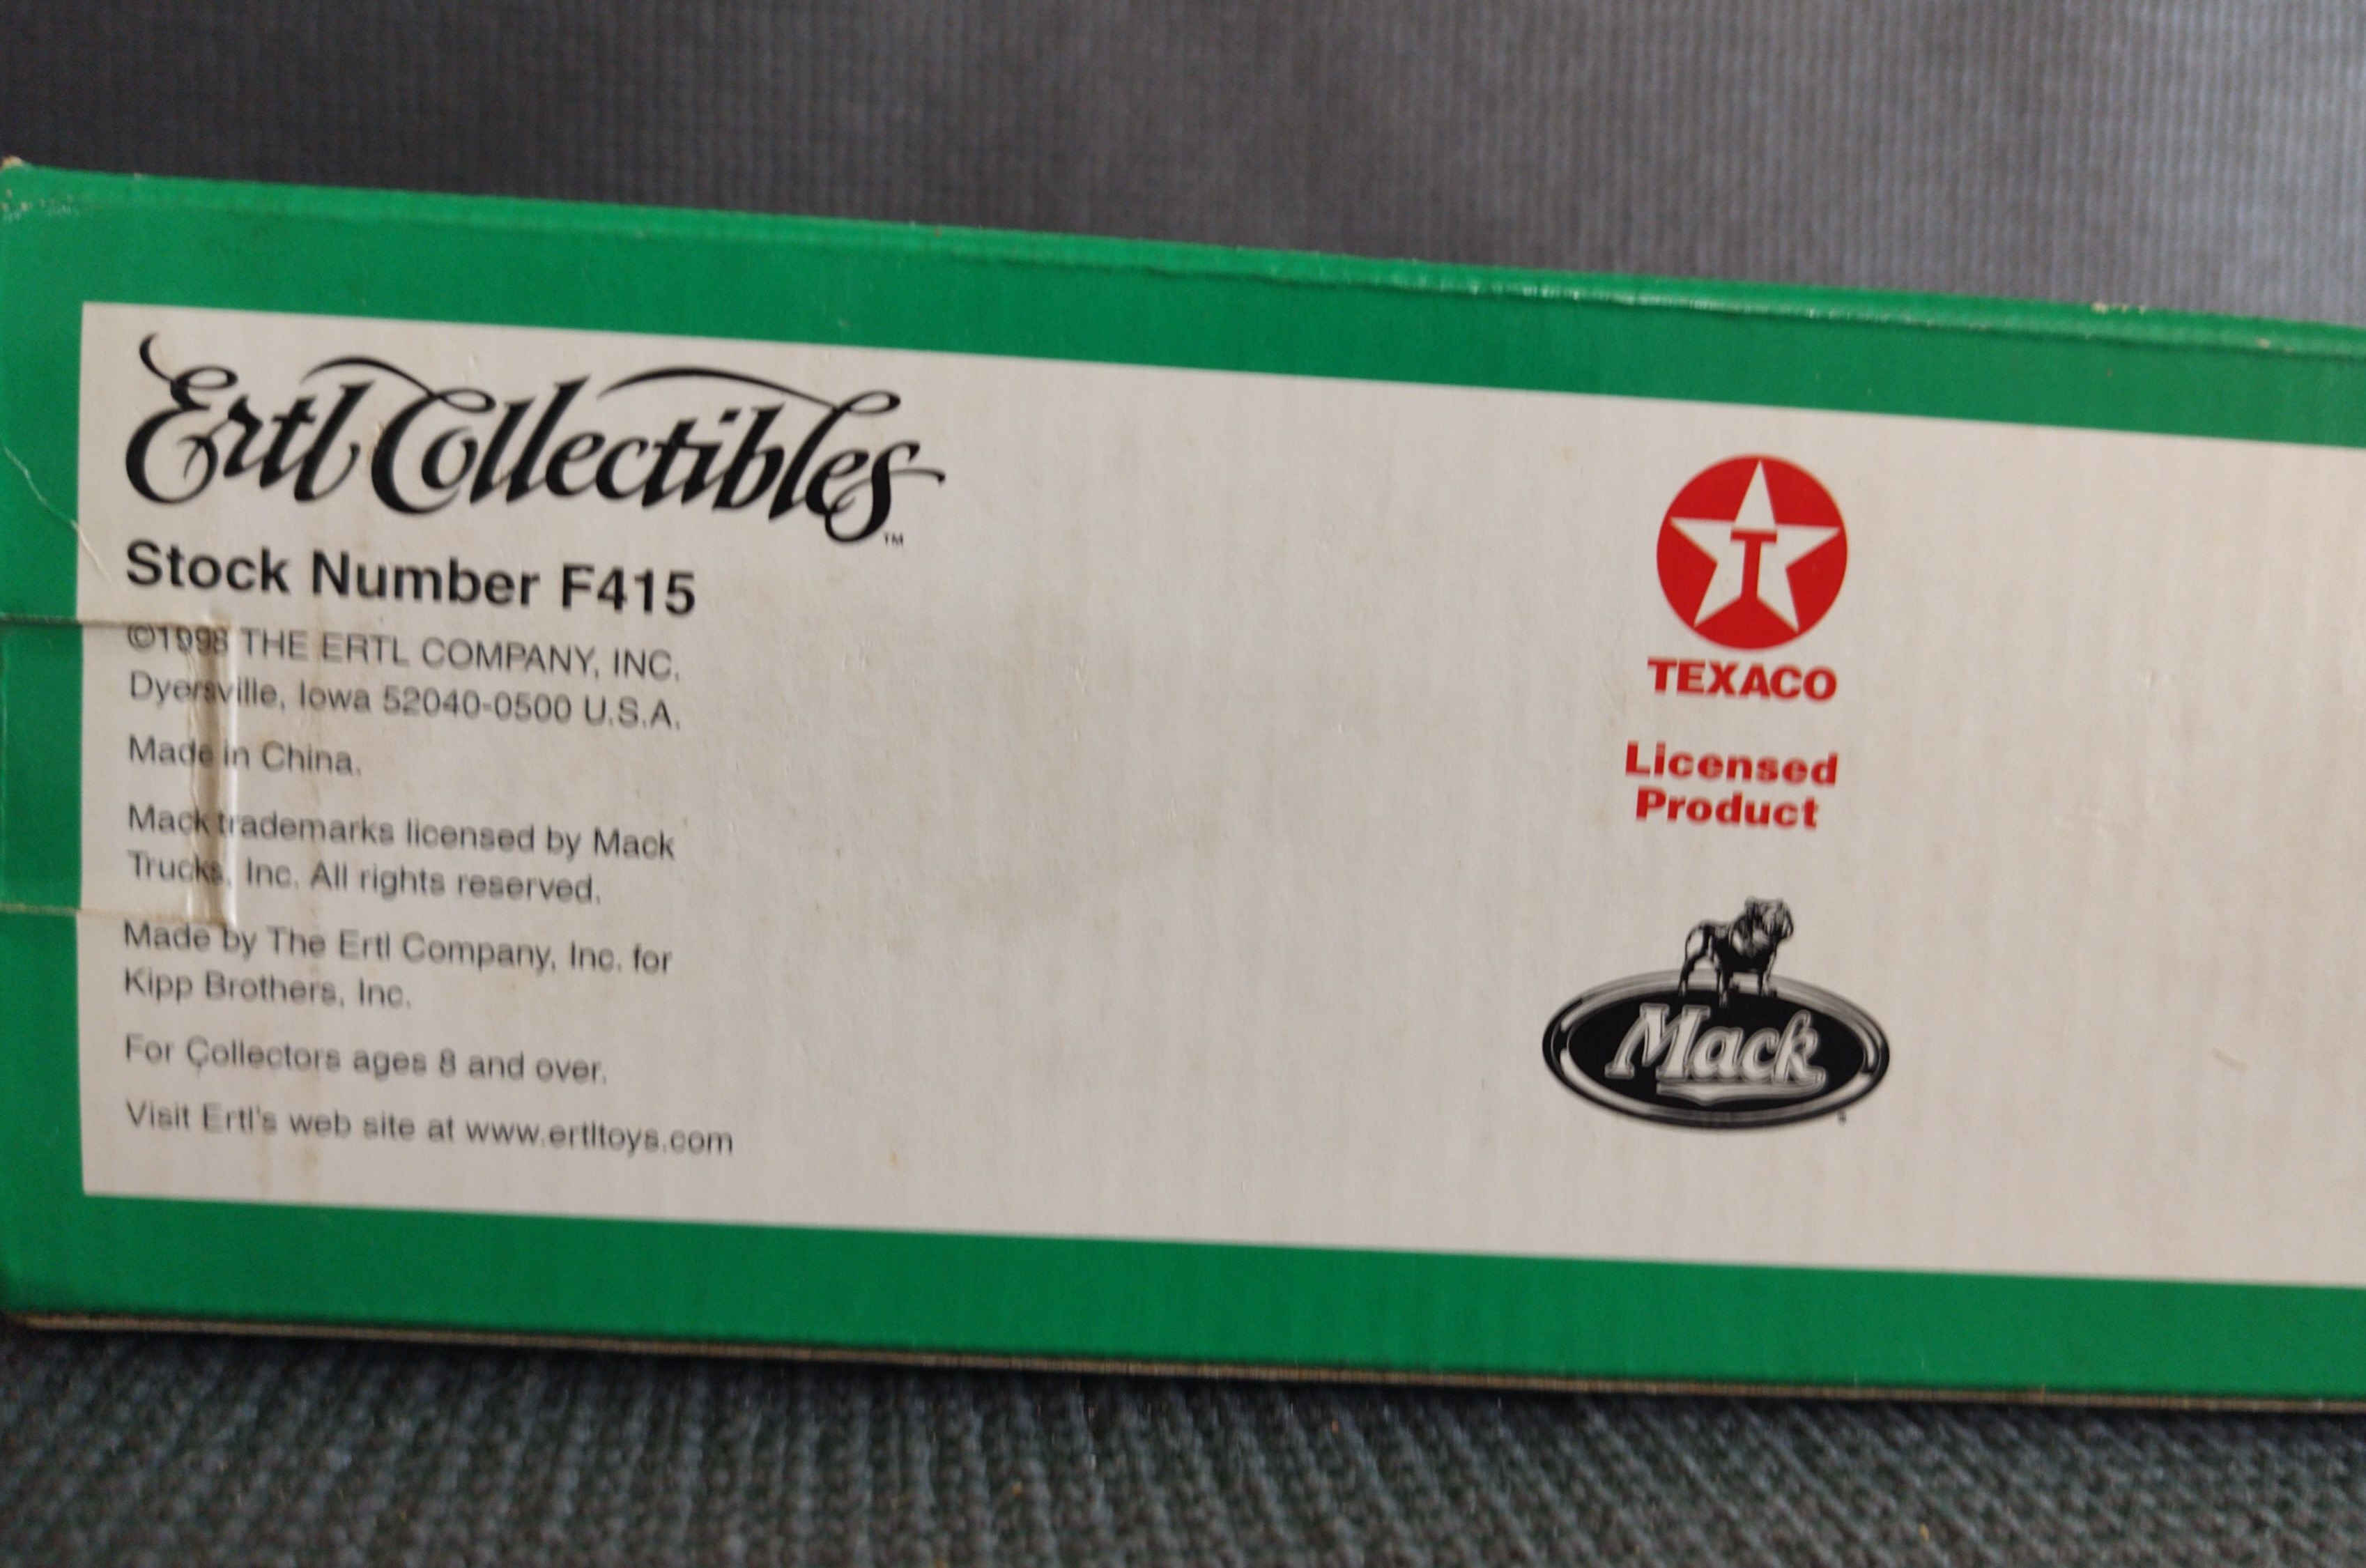 Ertl Collectibles™
Stock Number F415
©1998 THE ERTL COMPANY, INC.
Dyersville, Iowa 52040-0500 U.S.A.
Made in China.
Mack trademarks licensed by Mack
Trucks, Inc. All rights reserved.
Made by The Ertl Company, Inc. for
Kipp Brothers, Inc.
For Collectors ages 8 and over.
Visit Ertl's web site at www.ertltoys.com
T
TEXACO
Licensed
Product
Mack